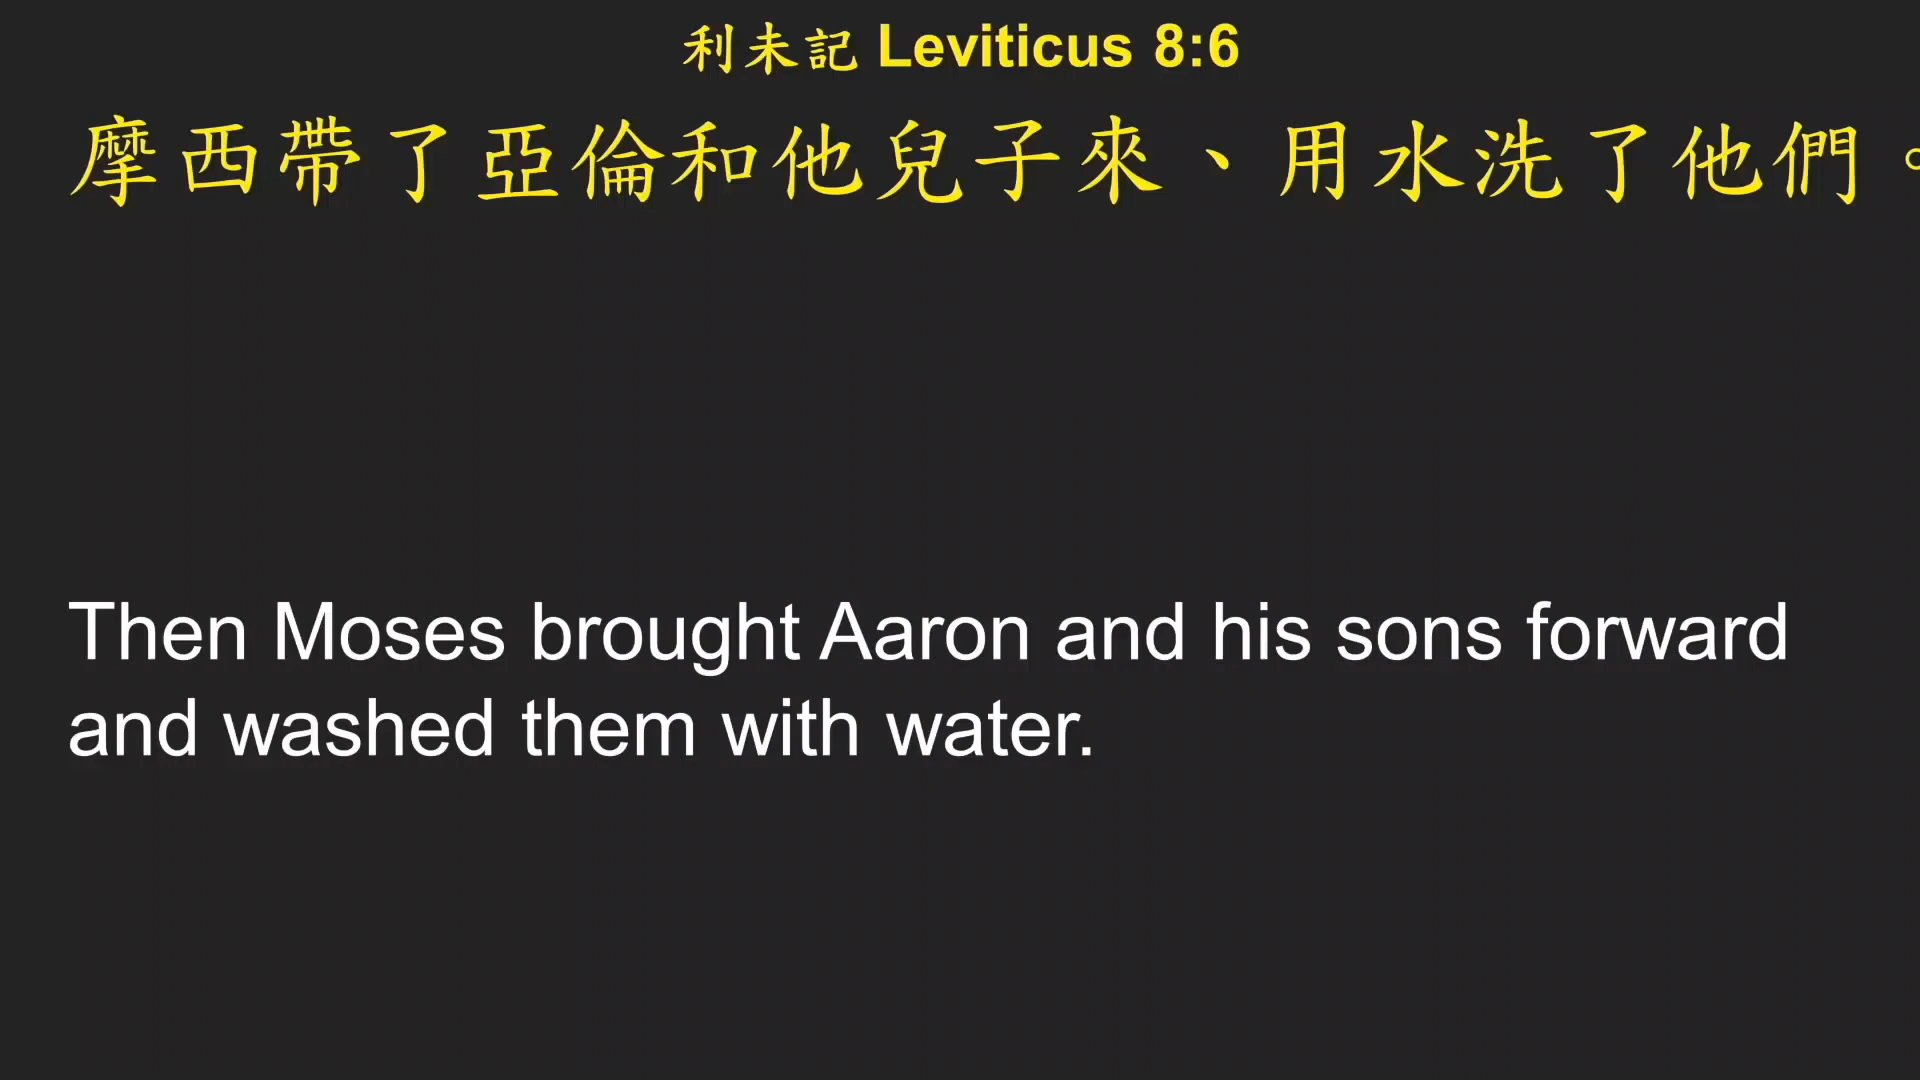 利未記 Leviticus 8:6
摩西帶了亞倫和他兒子來、用水洗了他們。
Then Moses brought Aaron and his sons forward
and washed them with water.